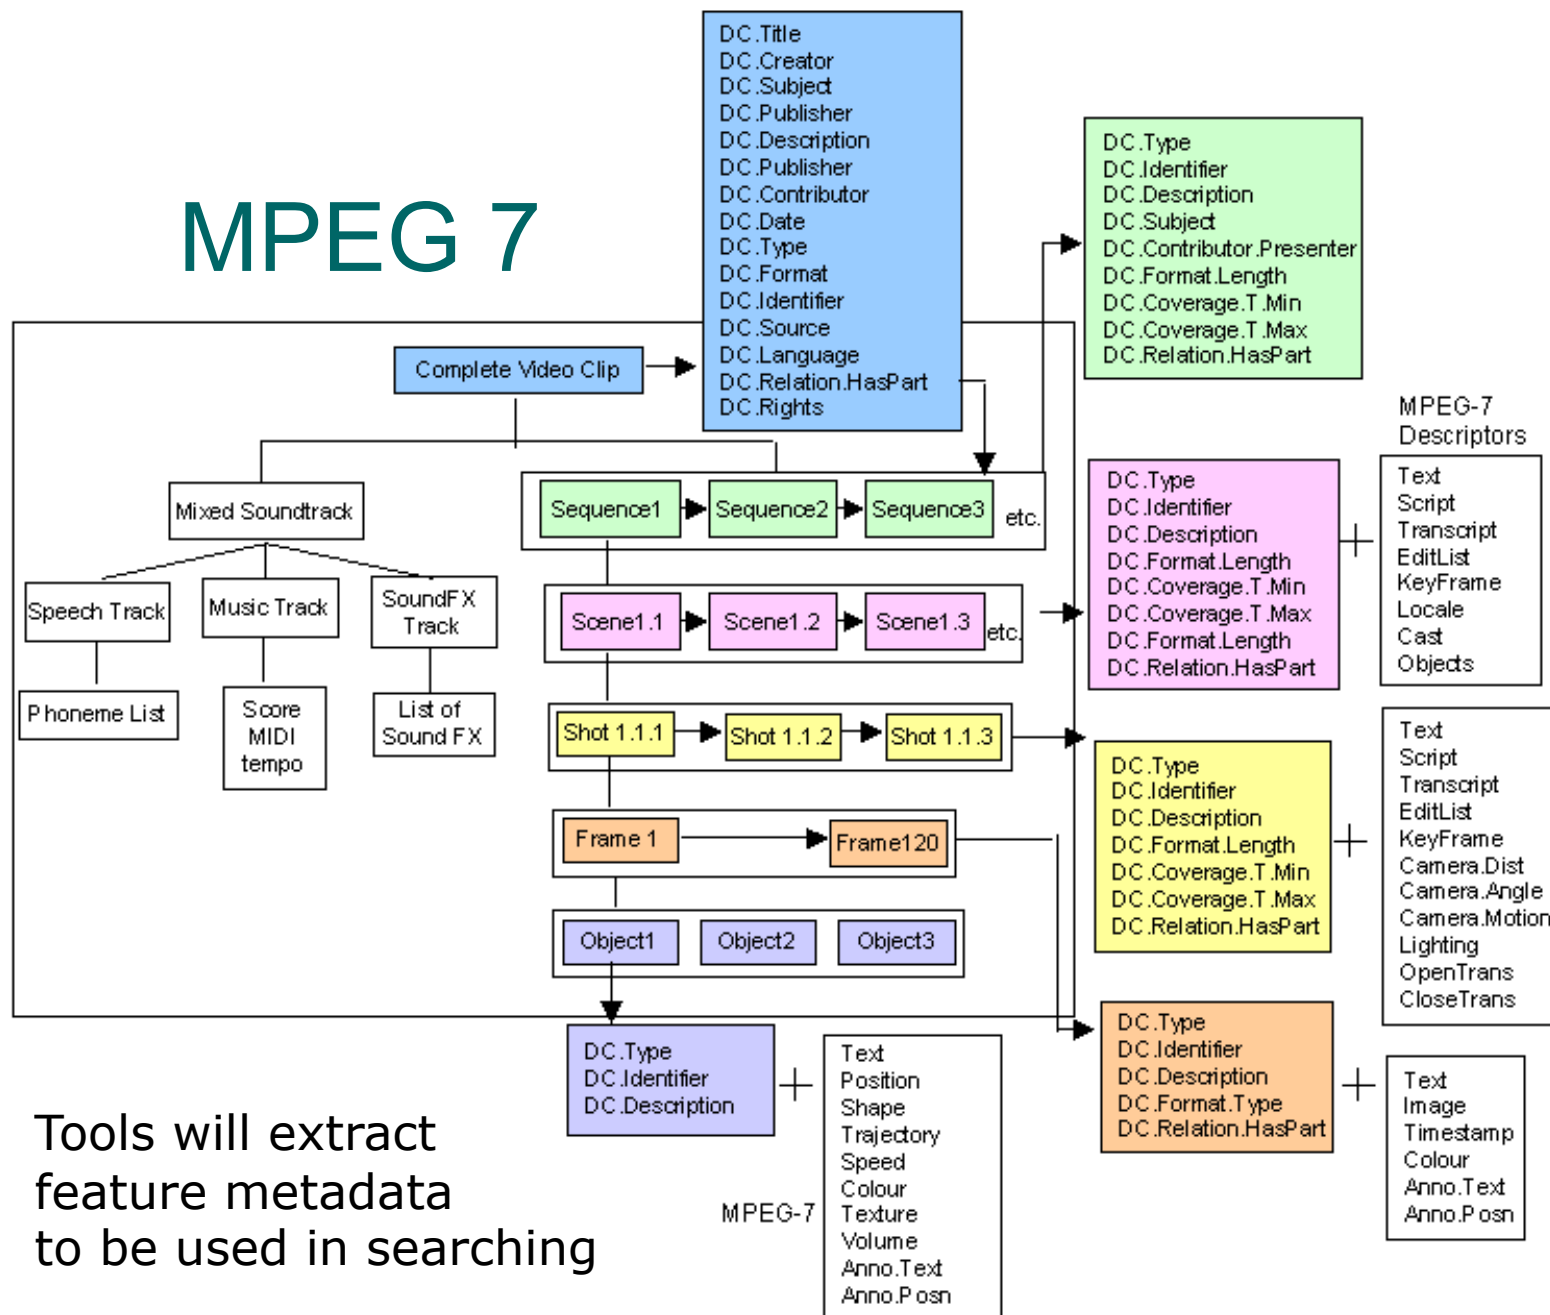 MPEG 7
DC.Title
DC.Creator
DC.Subject
DC.Publisher
DC.Description
DC.Publisher
DC.Contributor
DC.Date
DC.Type
DC.Format
DC.Identifier
DC.Source
DC.Language
DC.Relation.HasPart
DC.Rights
DC.Type
DC.Identifier
DC.Description
DC.Subject
DC.Contributor.Presenter
DC.Format.Length
DC.Coverage.T.Min
DC.Coverage.T.Max
DC.Relation.HasPart
Complete Video Clip
Mixed Soundtrack
Speech Track
Music Track
SoundFX
Track
Phoneme List
Score
MIDI
tempo
List of
Sound FX
Sequence1
Sequence2
Sequence3
etc.
Scene1.1
Scene1.2
Scene1.3
etc.
Shot 1.1.1
Shot 1.1.2
Shot 1.1.3
Frame 1
Frame120
Object1
Object2
Object3
DC.Type
DC.Identifier
DC.Description
DC.Format.Length
DC.Coverage.T.Min
DC.Coverage.T.Max
DC.Format.Length
DC.Relation.HasPart
MPEG-7
Descriptors
Text
Script
Transcript
EditList
KeyFrame
Locale
Cast
Objects
DC.Type
DC.Identifier
DC.Description
DC.Format.Length
DC.Coverage.T.Min
DC.Coverage.T.Max
DC.Relation.HasPart
Text
Script
Transcript
EditList
KeyFrame
Camera.Dist
Camera.Angle
Camera.Motion
Lighting
OpenTrans
CloseTrans
DC.Type
DC.Identifier
DC.Description
DC.Format.Type
DC.Relation.HasPart
Text
Image
Timestamp
Colour
Anno.Text
Anno.Posn
DC.Type
DC.Identifier
DC.Description
MPEG-7
Text
Position
Shape
Trajectory
Speed
Colour
Texture
Volume
Anno.Text
Anno.Posn
Tools will extract
feature metadata
to be used in searching